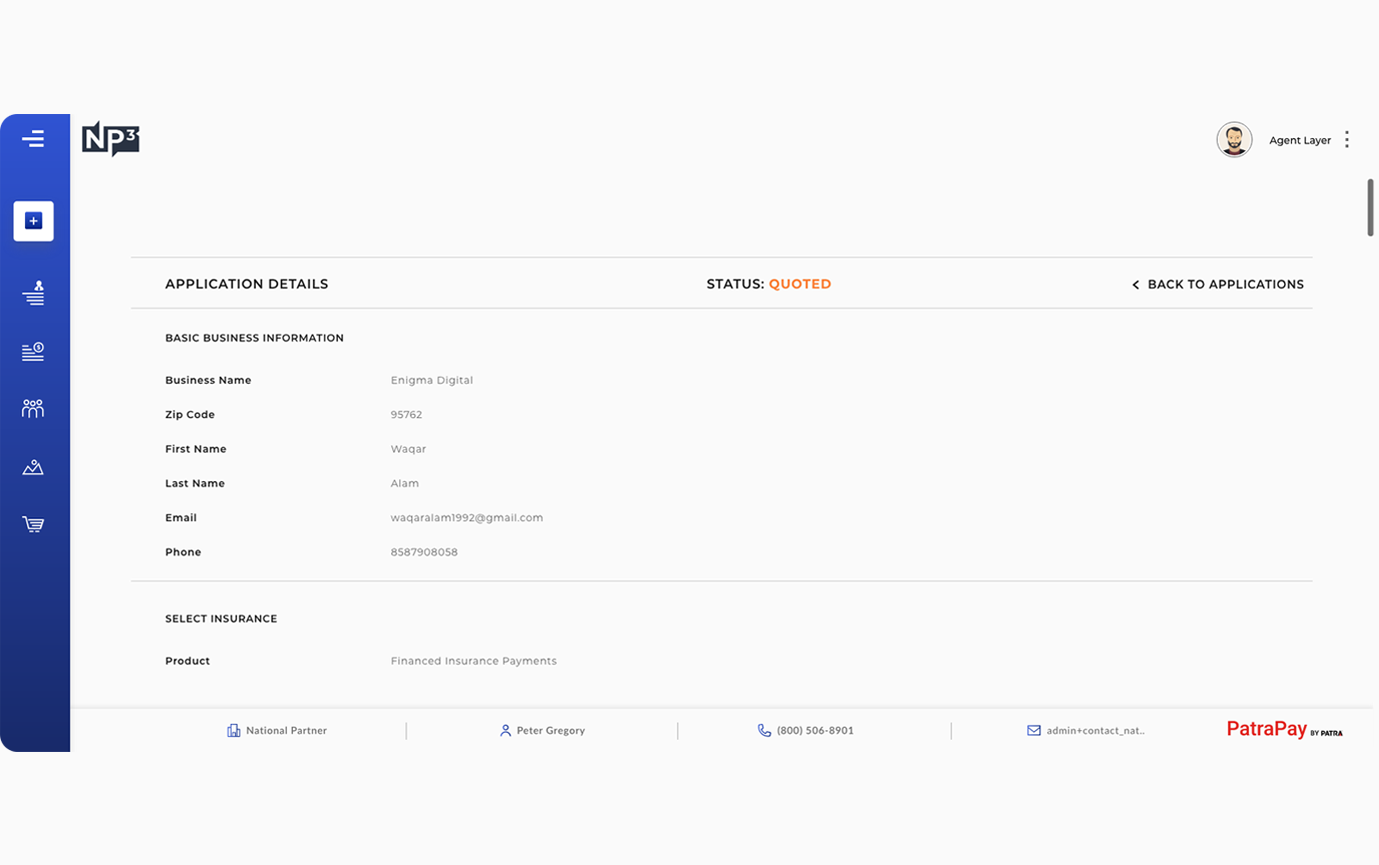 NP3
Agent Layer
APPLICATION DETAILS
STATUS: QUOTED
BACK TO APPLICATIONS
BASIC BUSINESS INFORMATION
Business Name Enigma Digital
Zip Code 95762
First Name Waqar
Last Name Alam
Email waqaralam1992@gmail.com
Phone 8587908058
SELECT INSURANCE
Product Financed Insurance Payments
National Partner
Peter Gregory
(800) 506-8901
admin+contact_nat..
PatraPay BY PATRA